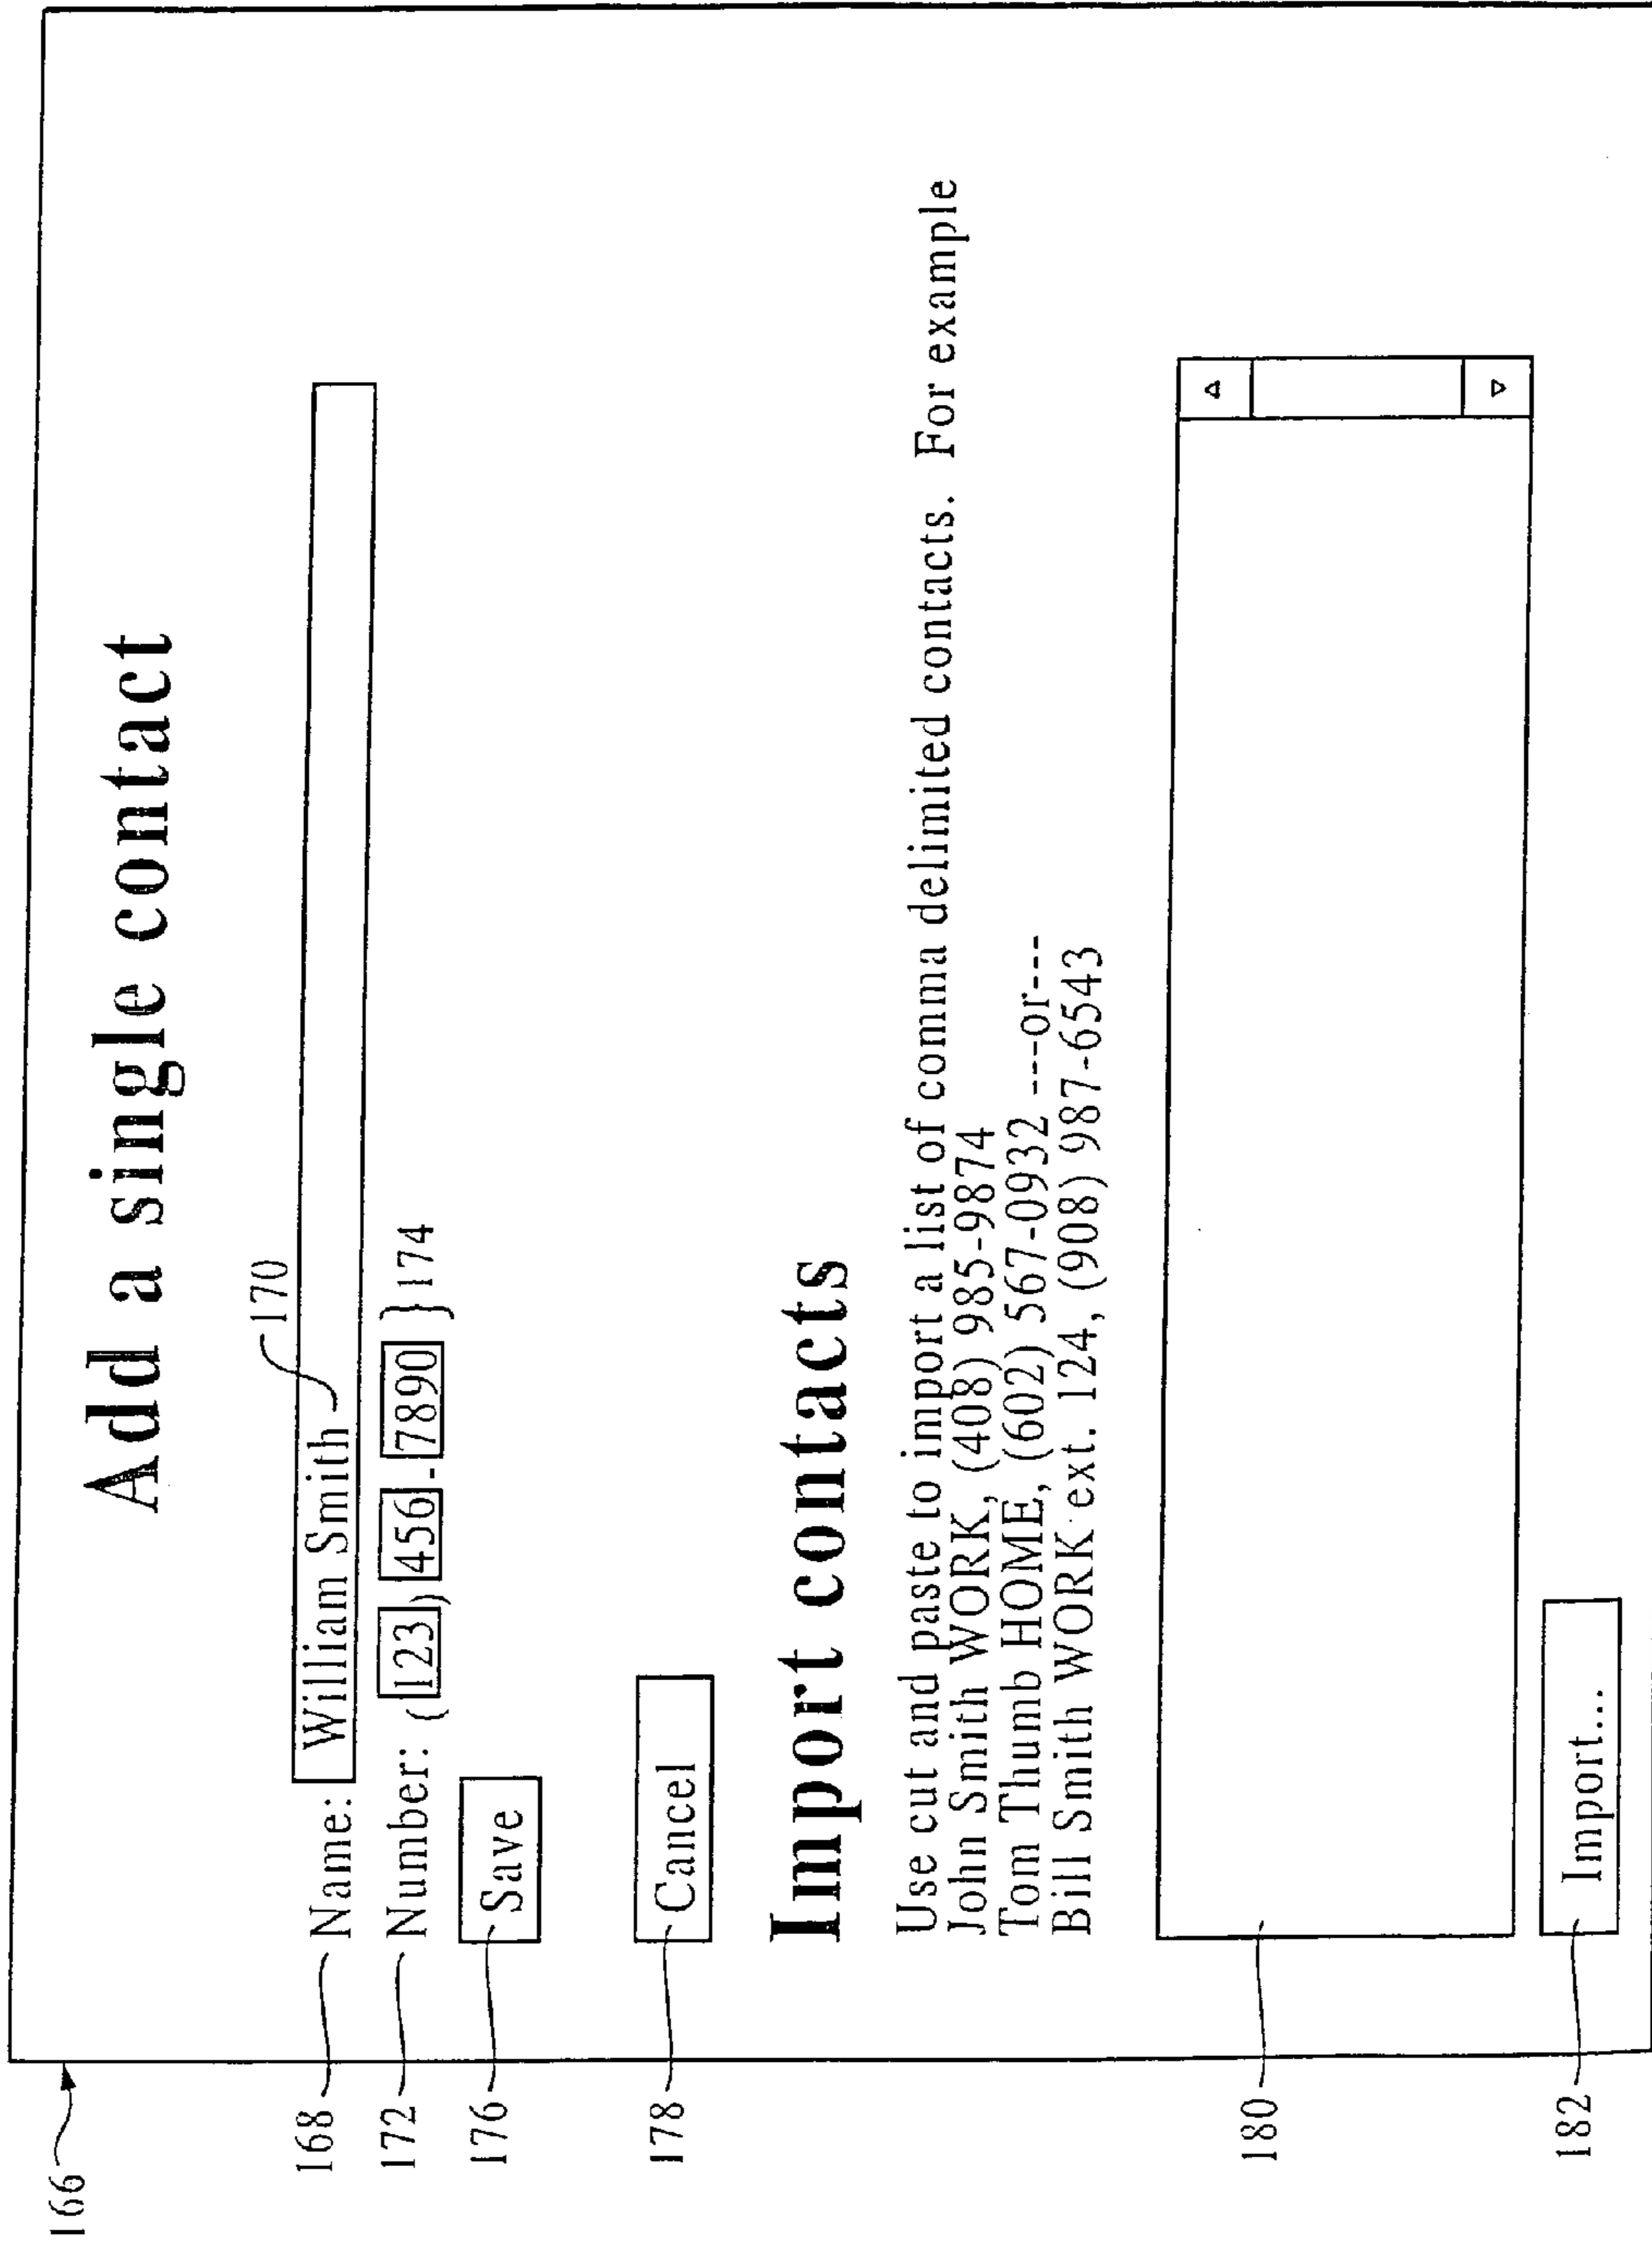 166
Add a single contact
170
168 Name: William Smith
172 Number: (123) 456-7890 }174
176 Save
178 Cancel
Import contacts
Use cut and paste to import a list of comma delimited contacts. For example
John Smith WORK, (408) 985-9874
Tom Thumb HOME, (602) 567-0932 ----or---
Bill Smith WORK ext. 124, (908) 987-6543
180
182 Import...